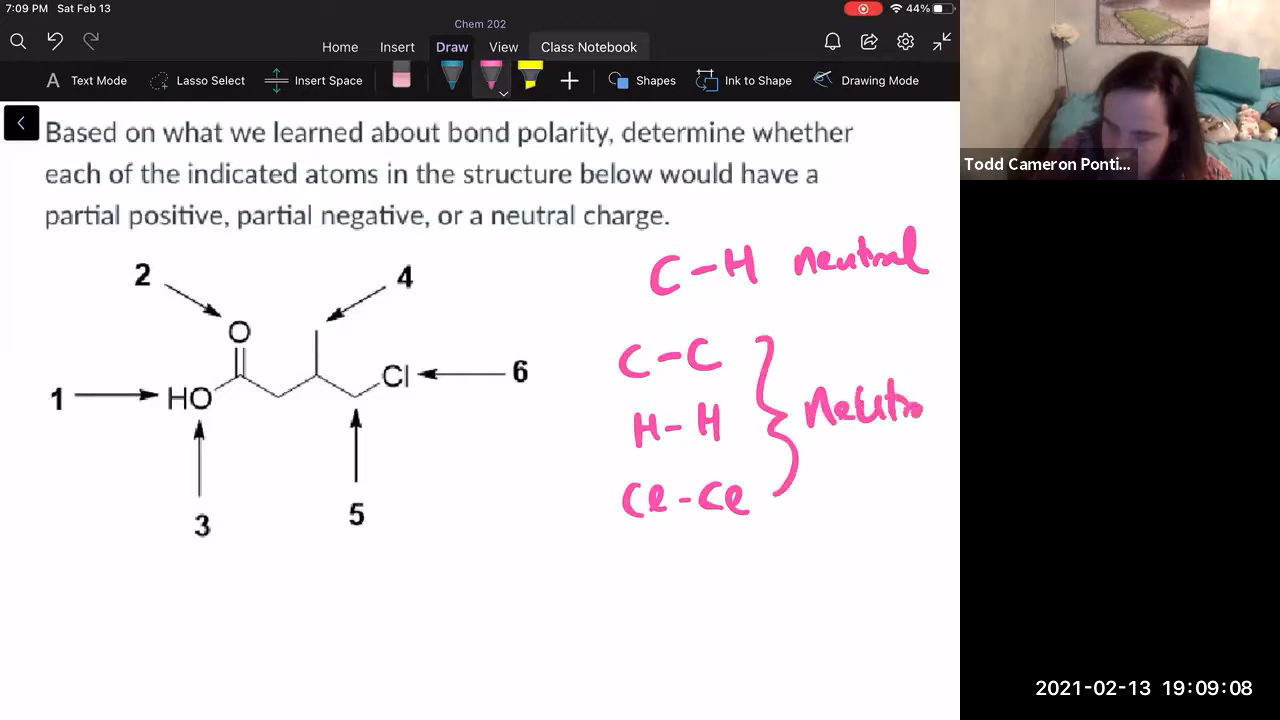 7:09 PM Sat Feb 13
44%
Chem 202
Home Insert Draw View Class Notebook
Text Mode Lasso Select Insert Space Shapes Ink to Shape Drawing Mode
Based on what we learned about bond polarity, determine whether
each of the indicated atoms in the structure below would have a
partial positive, partial negative, or a neutral charge.
C-H neutral
2
4
O
C-C
Cl
6
1
HO
H-H
Neutra
Cl-Cl
3
5
Todd Cameron Ponti...
2021-02-13 19:09:08